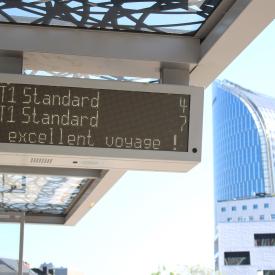 T1 Standard 4
T1 Standard 7
excellent voyage !